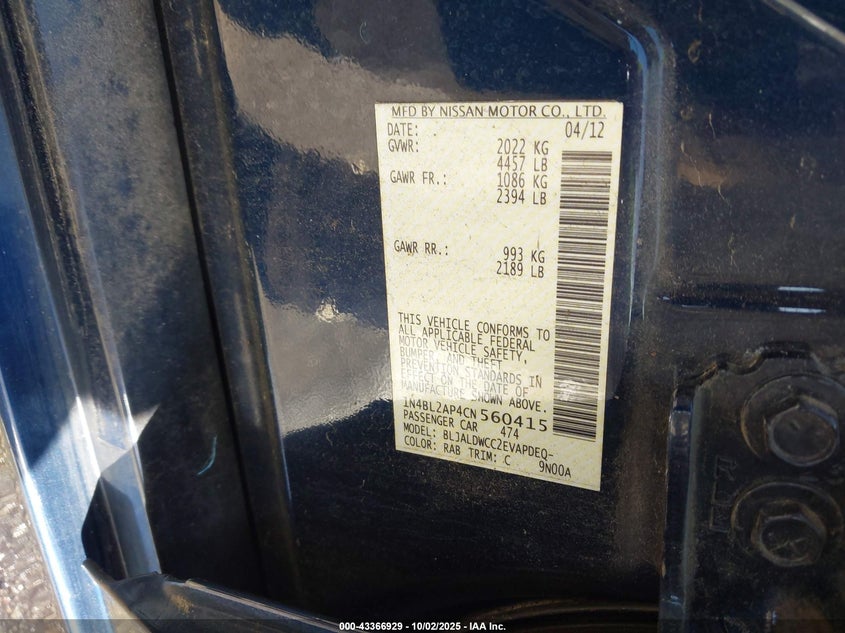 MFD BY NISSAN MOTOR CO., LTD.
DATE: 04/12
GVWR: 2022 KG
4457 LB
GAWR FR.: 1086 KG
2394 LB
GAWR RR.: 993 KG
2189 LB
THIS VEHICLE CONFORMS TO
ALL APPLICABLE FEDERAL
MOTOR VEHICLE SAFETY,
BUMPER, AND THEFT
PREVENTION STANDARDS IN
EFFECT ON THE DATE OF
MANUFACTURE SHOWN ABOVE.
1N4BL2AP4CN560415
PASSENGER CAR 474
MODEL: BLJALDWCC2EVAPDEQ-
COLOR: RAB TRIM: C 9N00A
000-43366929 - 10/02/2025 - IAA Inc.